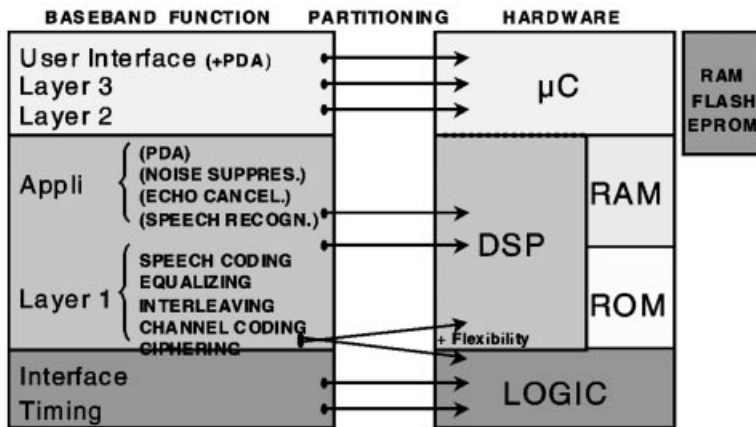 BASEBAND FUNCTION PARTITIONING HARDWARE
User Interface (+PDA)
Layer 3
Layer 2
µC
RAM
FLASH
EPROM
Appli
(PDA)
(NOISE SUPPRES.)
(ECHO CANCEL.)
(SPEECH RECOGN.)
DSP
RAM
Layer 1
SPEECH CODING
EQUALIZING
INTERLEAVING
CHANNEL CODING
CIPHERING
ROM
+ Flexibility
Interface
Timing
LOGIC